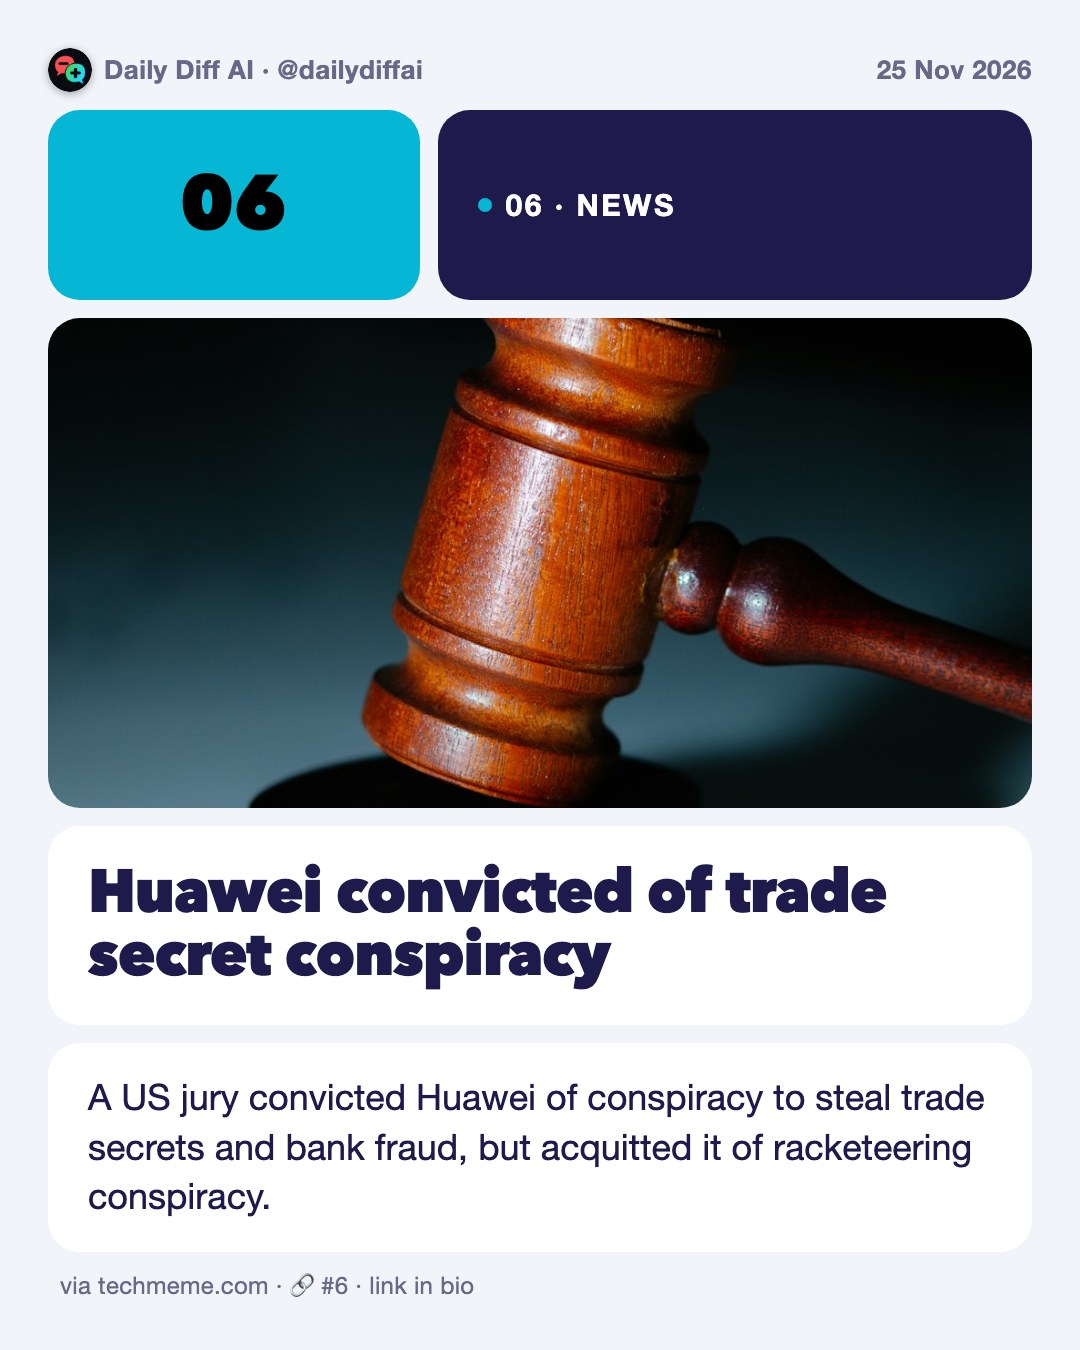 Daily Diff AI · @dailydiffai
25 Nov 2026
06
06 · NEWS
Huawei convicted of trade
secret conspiracy
A US jury convicted Huawei of conspiracy to steal trade
secrets and bank fraud, but acquitted it of racketeering
conspiracy.
via techmeme.com · 🔗 #6 · link in bio